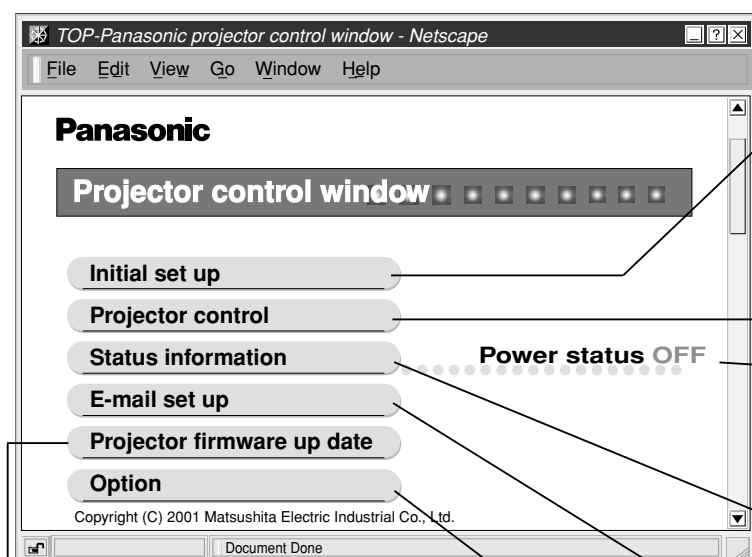 TOP-Panasonic projector control window - Netscape
File Edit View Go Window Help
Panasonic
Projector control window
Initial set up
Projector control
Status information
Power status OFF
E-mail set up
Projector firmware up date
Option
Copyright (C) 2001 Matsushita Electric Industrial Co., Ltd.
Document Done